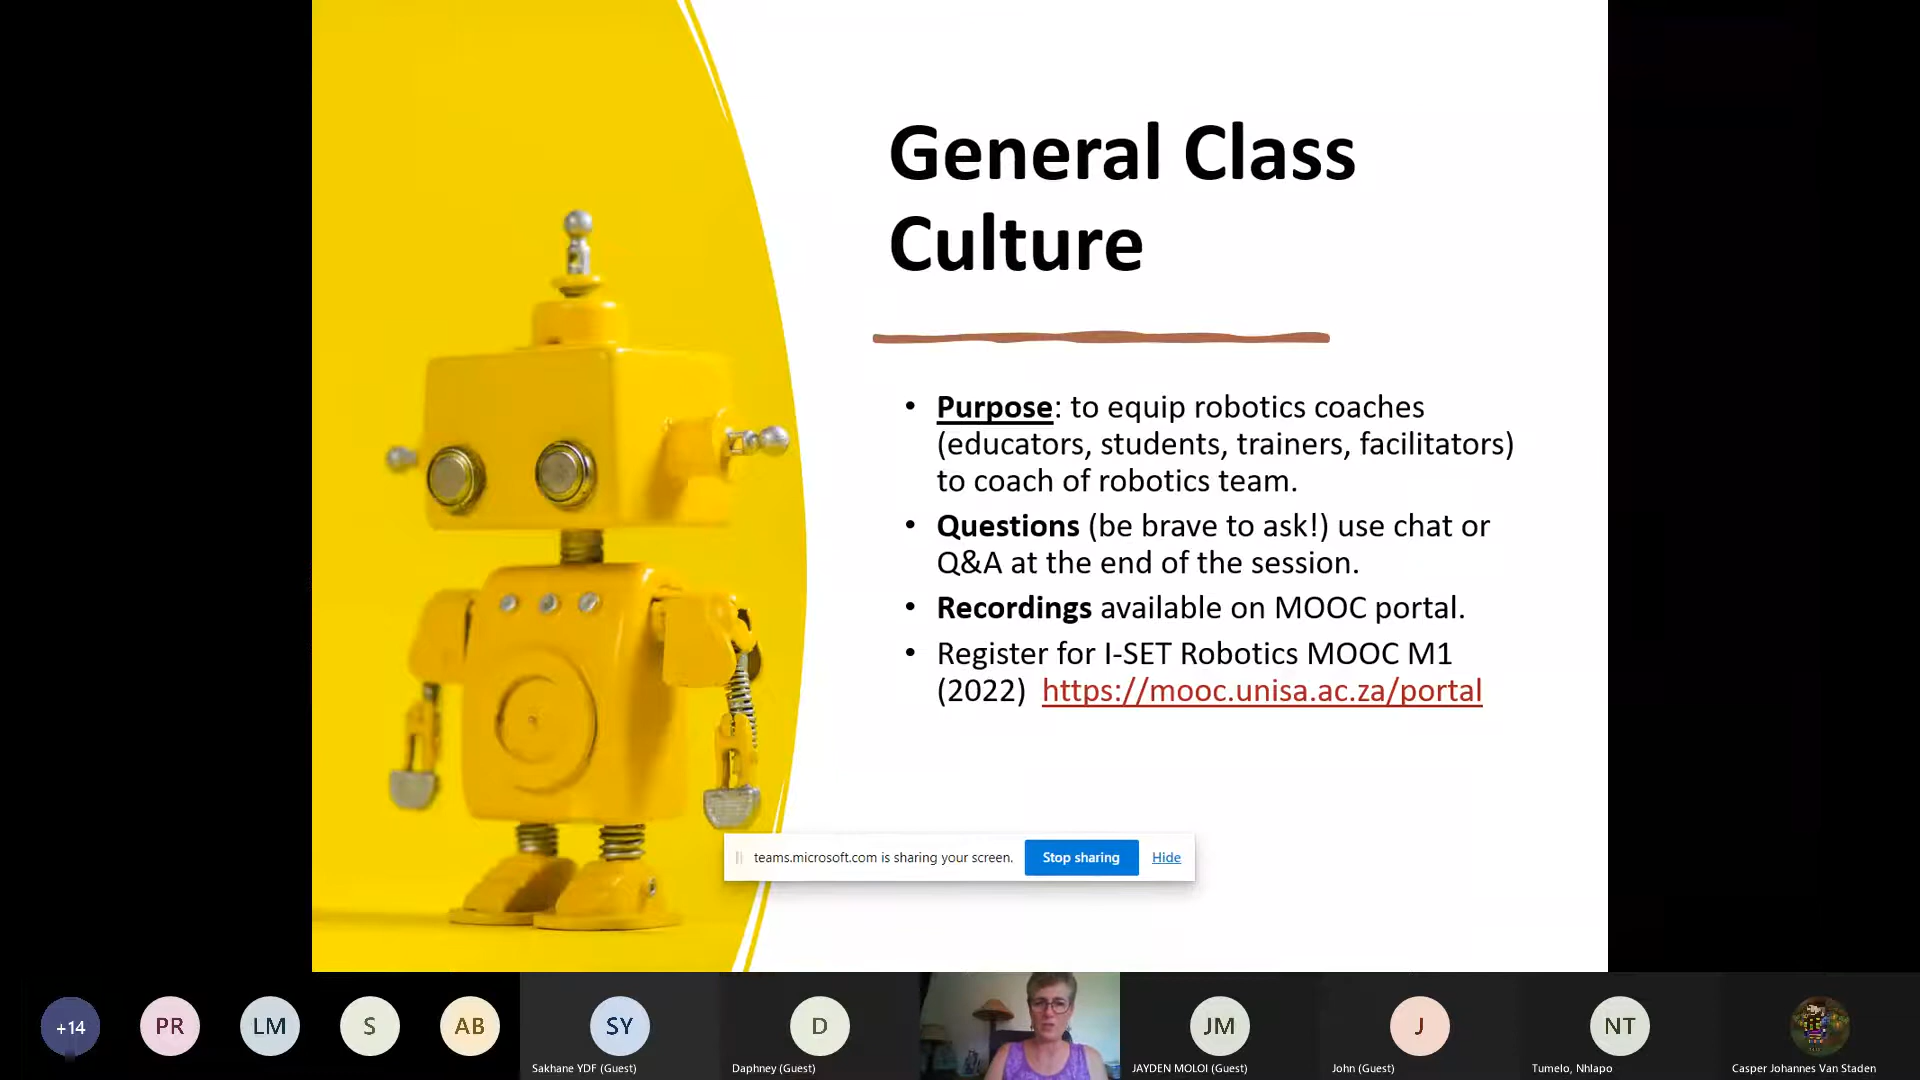 General Class
Culture
• Purpose: to equip robotics coaches
(educators, students, trainers, facilitators)
to coach of robotics team.
• Questions (be brave to ask!) use chat or
Q&A at the end of the session.
• Recordings available on MOOC portal.
• Register for I-SET Robotics MOOC M1
(2022) https://mooc.unisa.ac.za/portal
teams.microsoft.com is sharing your screen. Stop sharing Hide
+14 PR LM S AB SY D JM J NT
Sakhane YDF (Guest) Daphney (Guest) JAYDEN MOLOI (Guest) John (Guest) Tumelo, Nhlapo Casper Johannes Van Staden